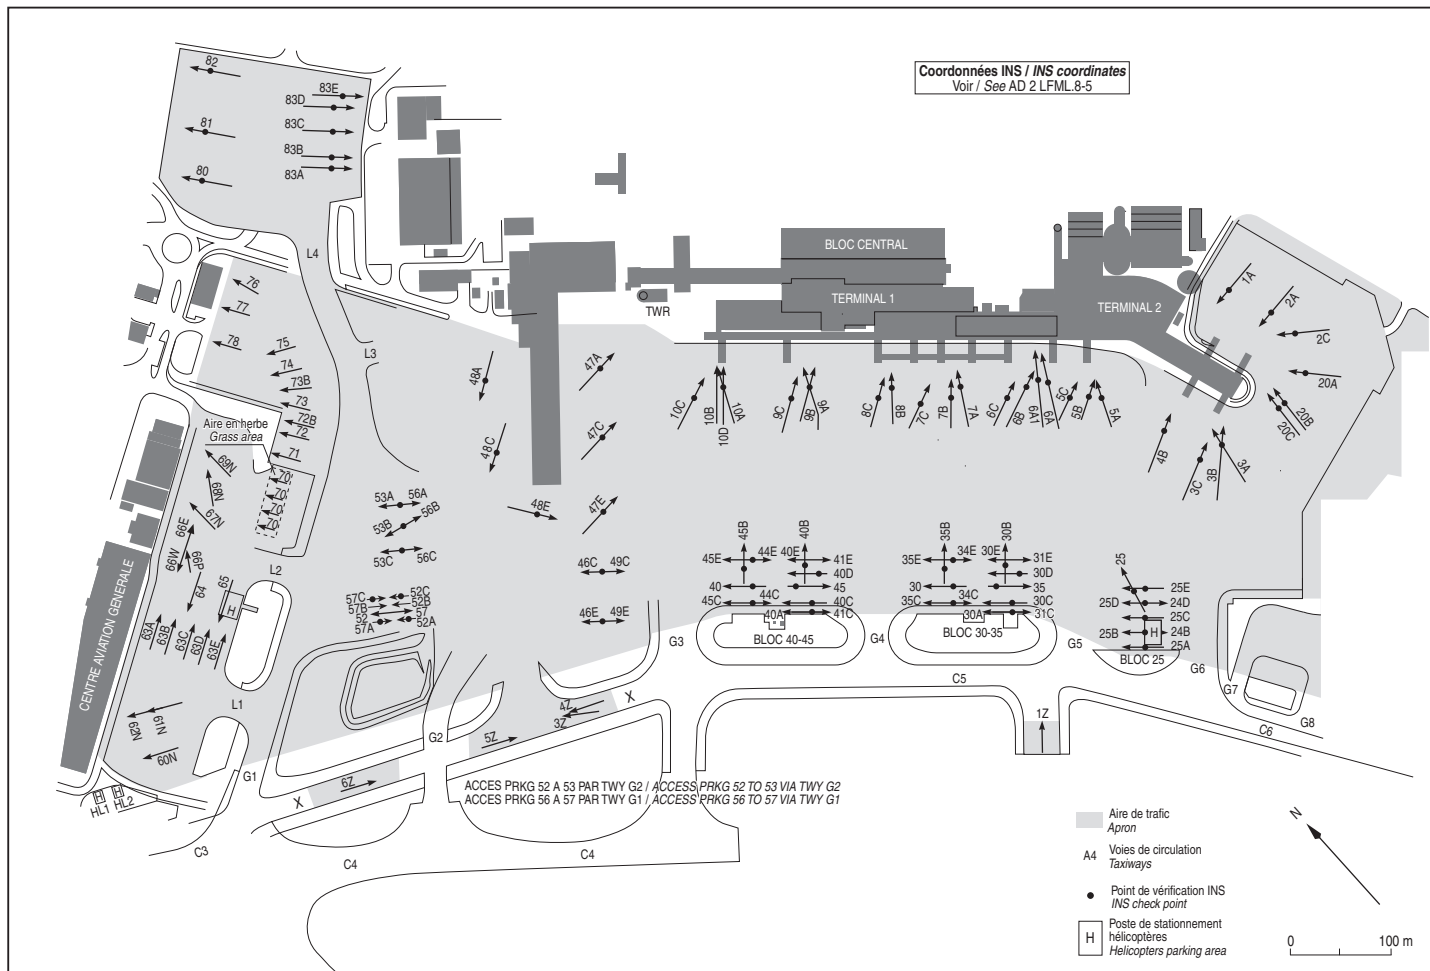 Coordonnées INS / INS coordinates
Voir / See AD 2 LFML.8-5
82
83E
83D
83C
81
83B
83A
80
L4
BLOC CENTRAL
TERMINAL 1
TERMINAL 2
TWR
76
77
78
75
74
73B
73
72B
72
71
L3
Aire en herbe
Grass area
70
70
70
70
69N
68N
67N
66E
66W
66P
65
64
H
L2
63A
63B
63C
63D
63E
CENTRE AVIATION GENERALE
L1
62N
61N
60N
HL1
HL2
48A
48C
48E
47A
47C
47E
53A
56A
53B
56B
53C
56C
57C
52C
57B
52B
52
57
57A
52A
46C
49C
46E
49E
10C
10B
10D
10A
9C
9B
9A
8C
8B
7C
7B
7A
6C
6B
6A1
6A
5C
5B
5A
4B
3C
3B
3A
1A
2A
2C
20A
20B
20C
45B
40B
45E
44E
40E
41E
40D
40
45
45C
44C
40C
40A
41C
BLOC 40-45
35B
30B
35E
34E
30E
31E
30D
30
35
35C
34C
30C
30A
31C
BLOC 30-35
25
25E
25D
24D
25C
25B
H
24B
25A
BLOC 25
G3
G4
G5
G6
G7
G8
C5
C6
G2
G1
X
4Z
3Z
5Z
6Z
X
1Z
ACCES PRKG 52 A 53 PAR TWY G2 / ACCESS PRKG 52 TO 53 VIA TWY G2
ACCES PRKG 56 A 57 PAR TWY G1 / ACCESS PRKG 56 TO 57 VIA TWY G1
C3
C4
C4
Aire de trafic
Apron
A4 Voies de circulation
Taxiways
Point de vérification INS
INS check point
Poste de stationnement
hélicoptères
H
Helicopters parking area
N
0 100 m